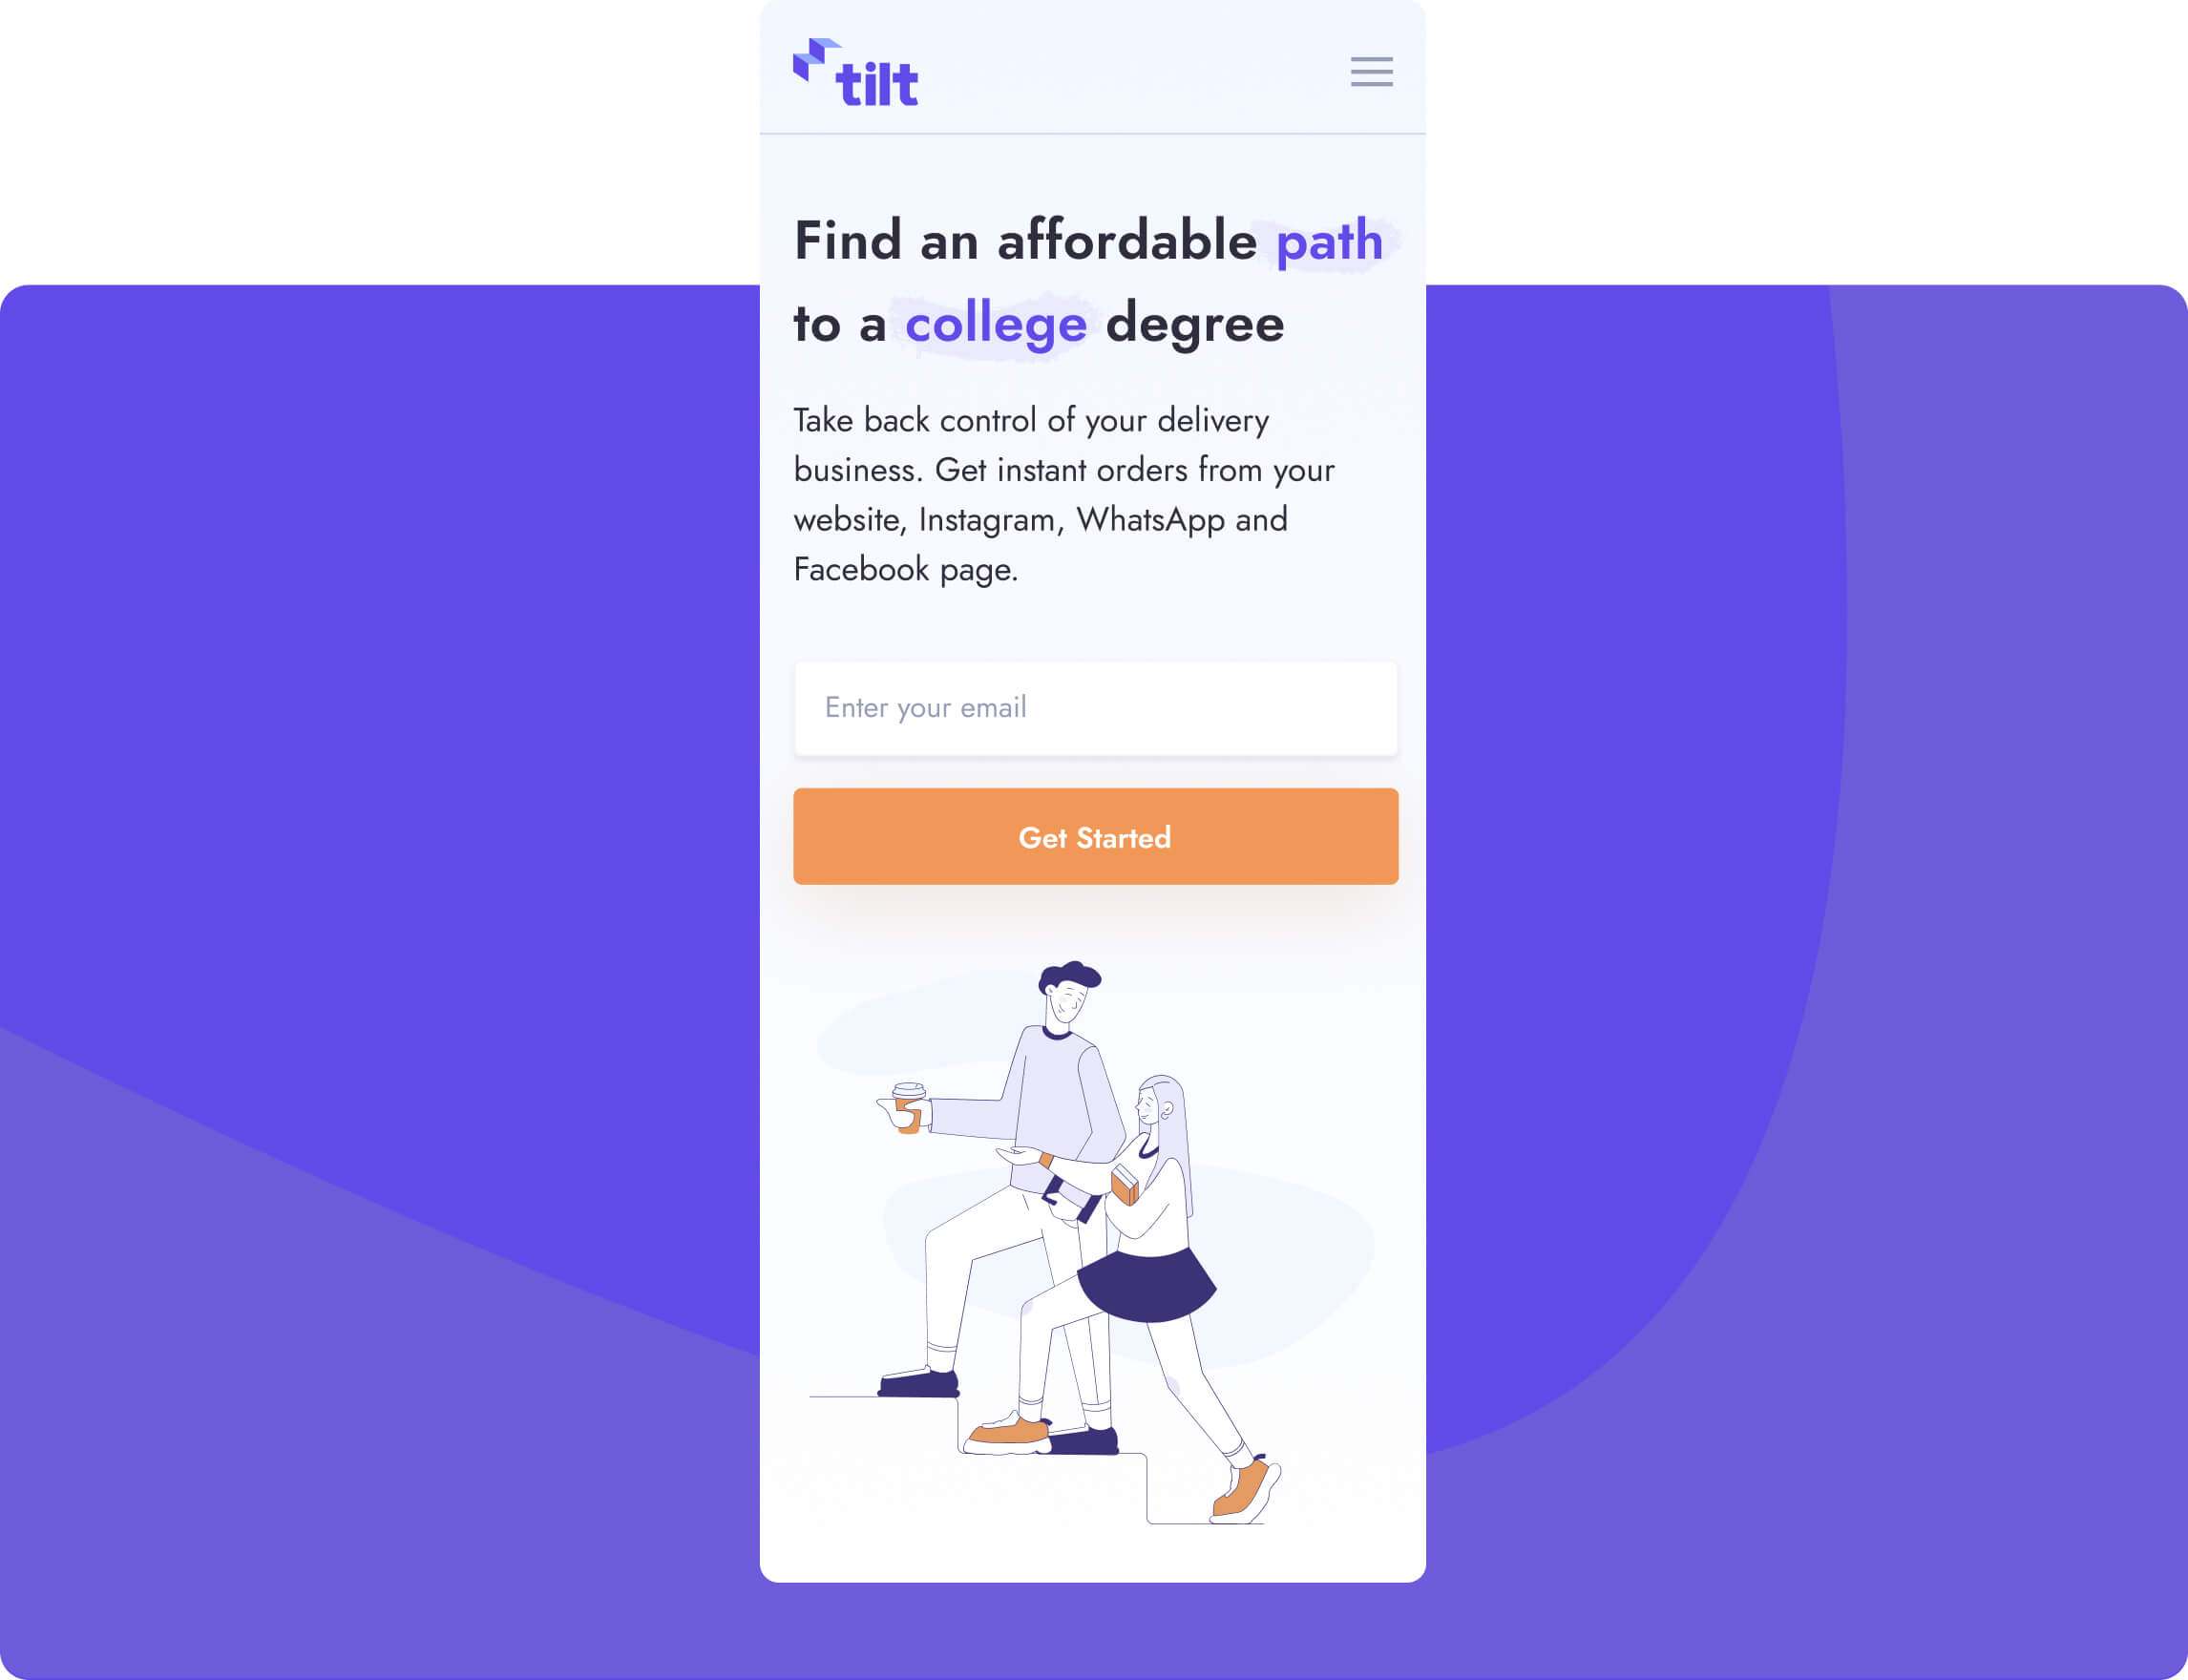 tilt
Find an affordable path
to a college degree
Take back control of your delivery
business. Get instant orders from your
website, Instagram, WhatsApp and
Facebook page.
Enter your email
Get Started